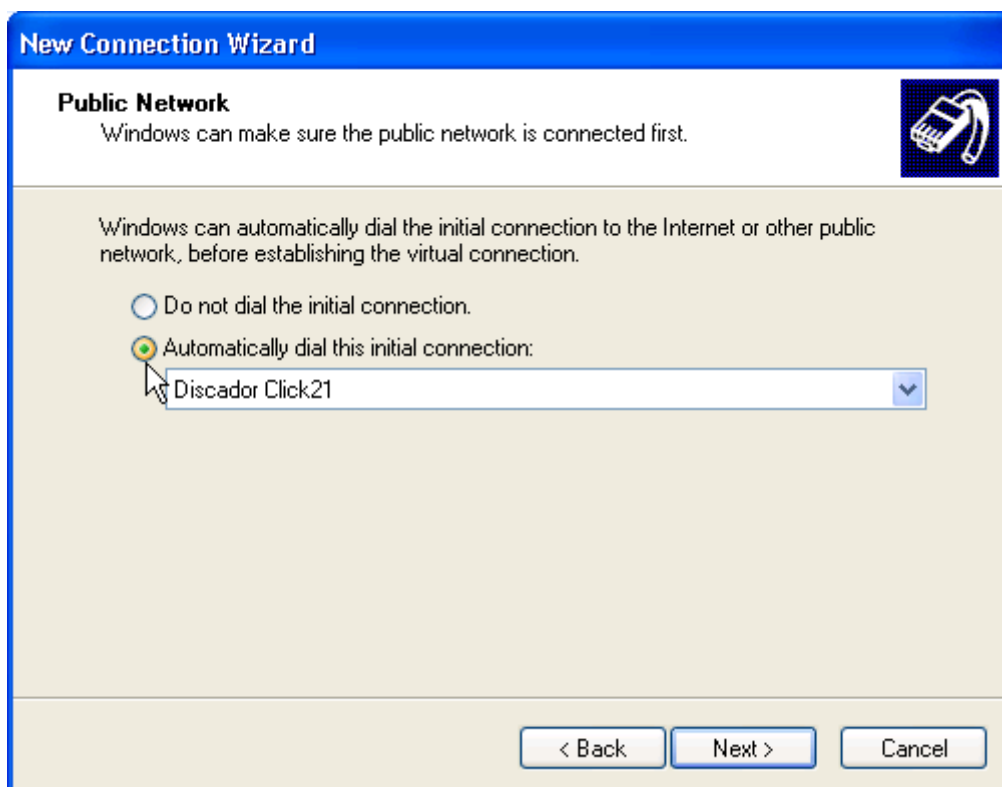 New Connection Wizard
Public Network
Windows can make sure the public network is connected first.
Windows can automatically dial the initial connection to the Internet or other public
network, before establishing the virtual connection.
Do not dial the initial connection.
Automatically dial this initial connection:
Discador Click21
< Back Next > Cancel